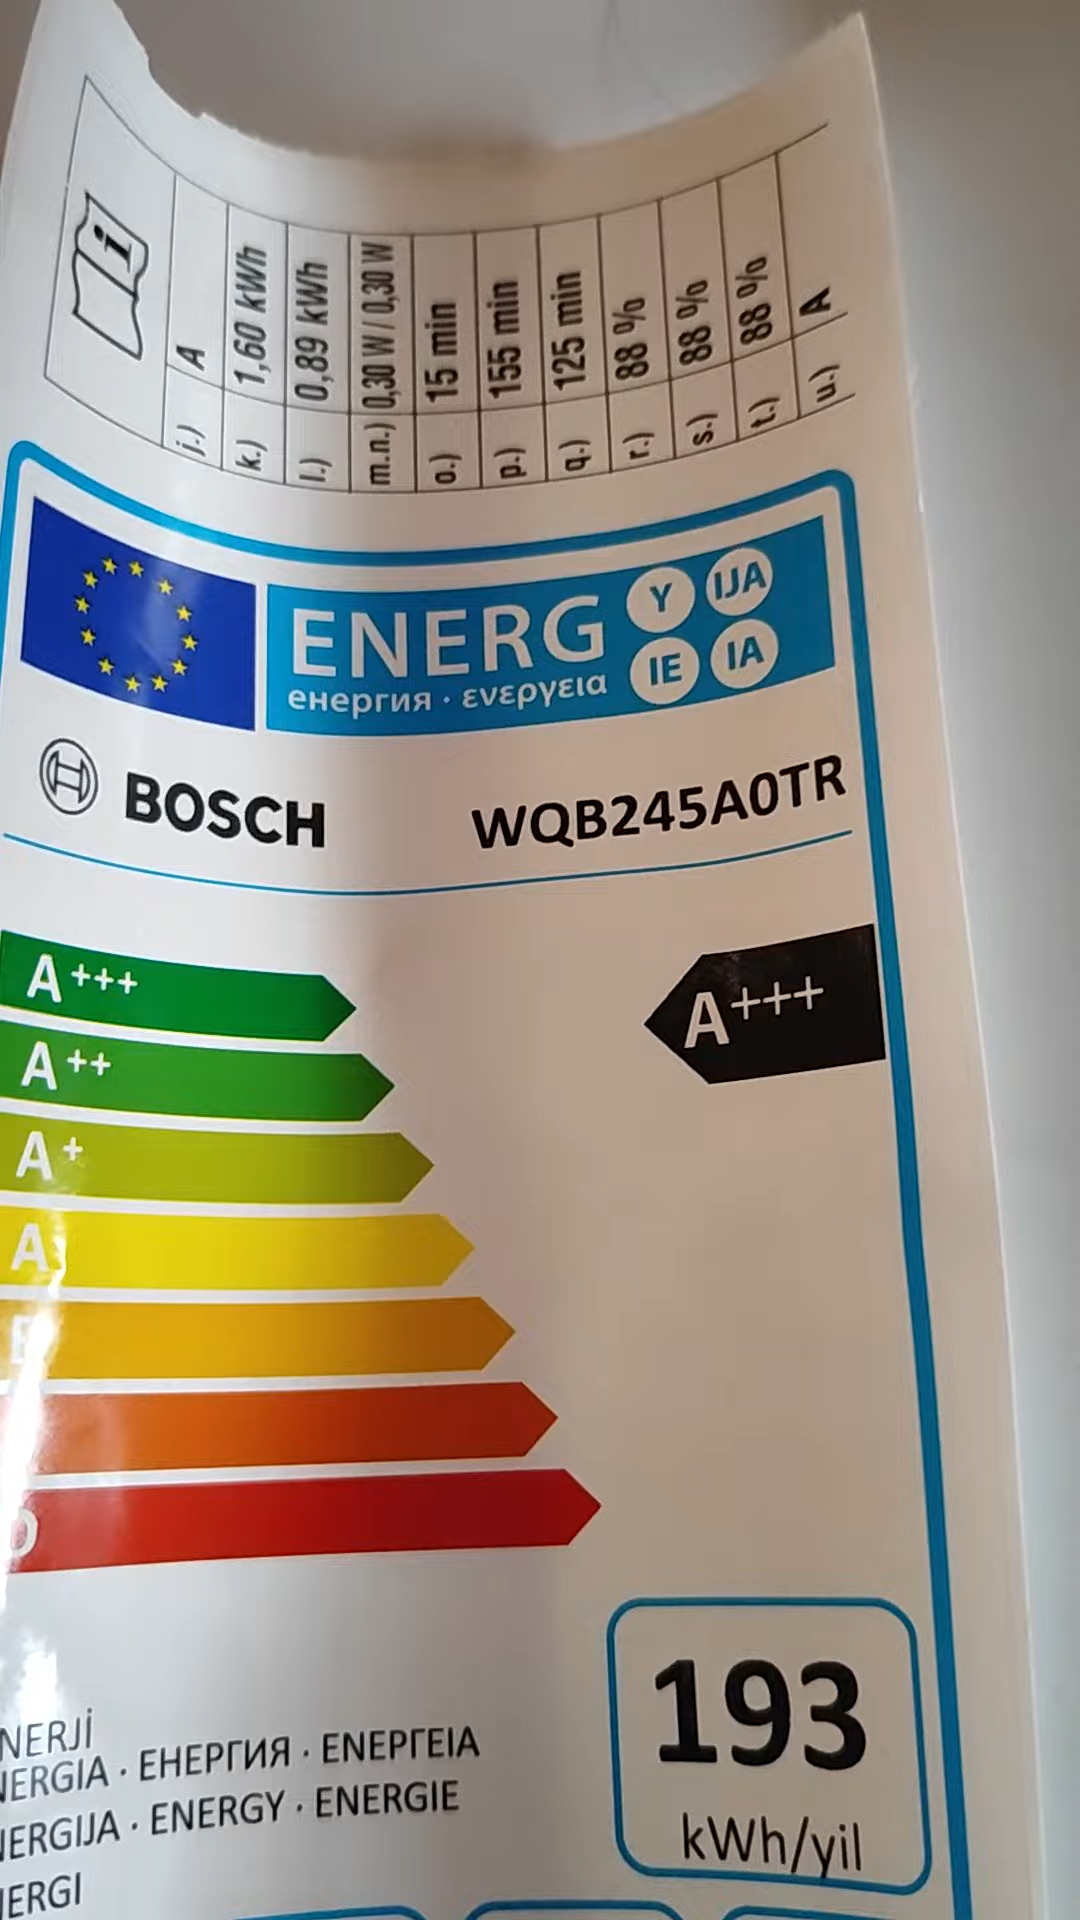 i
j.) A
k.) 1,60 kWh
l.) 0,89 kWh
m.n.) 0,30 W / 0,30 W
o.) 15 min
p.) 155 min
q.) 125 min
r.) 88 %
s.) 88 %
t.) 88 %
u.) A
ENERG Y IJA IE IA
енергия · ενεργεια
BOSCH WQB245A0TR
A+++
A+++
A++
A+
A
193
kWh/yil
NERJİ
NERGIA · ЕНЕРГИЯ · ΕΝΕΡΓΕΙΑ
NERGIJA · ENERGY · ENERGIE
NERGI